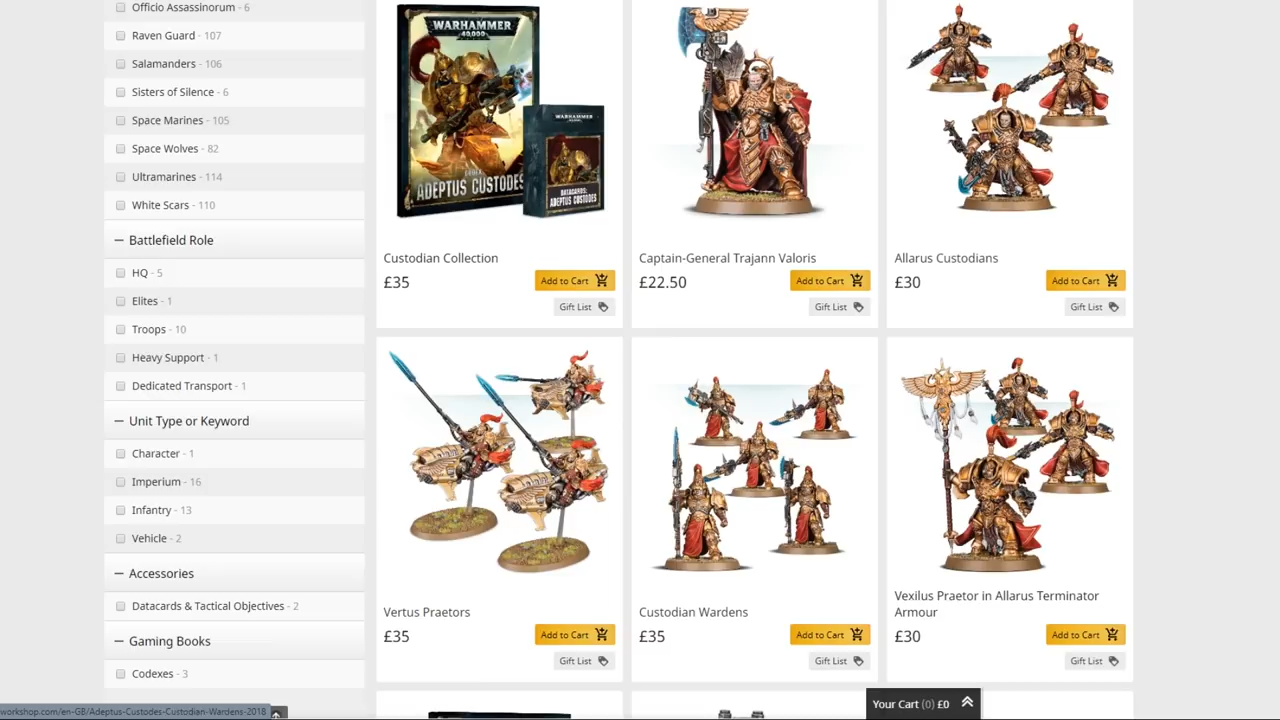 Officio Assassinorum - 6
Raven Guard - 107
Salamanders - 106
Sisters of Silence - 6
Space Marines - 105
Space Wolves - 82
Ultramarines - 114
White Scars - 110
Battlefield Role
HQ - 5
Elites - 1
Troops - 10
Heavy Support - 1
Dedicated Transport - 1
Unit Type or Keyword
Character - 1
Imperium - 16
Infantry - 13
Vehicle - 2
Accessories
Datacards & Tactical Objectives - 2
Gaming Books
Codexes - 3
WARHAMMER
40,000
CODEX
ADEPTUS CUSTODES
WARHAMMER
DATACARDS:
ADEPTUS CUSTODES
Custodian Collection
£35
Add to Cart
Gift List
Captain-General Trajann Valoris
£22.50
Add to Cart
Gift List
Allarus Custodians
£30
Add to Cart
Gift List
Vertus Praetors
£35
Add to Cart
Gift List
Custodian Wardens
£35
Add to Cart
Gift List
Vexilus Praetor in Allarus Terminator
Armour
£30
Add to Cart
Gift List
workshop.com/en-GB/Adeptus-Custodes-Custodian-Wardens-2018
Your Cart (0) £0